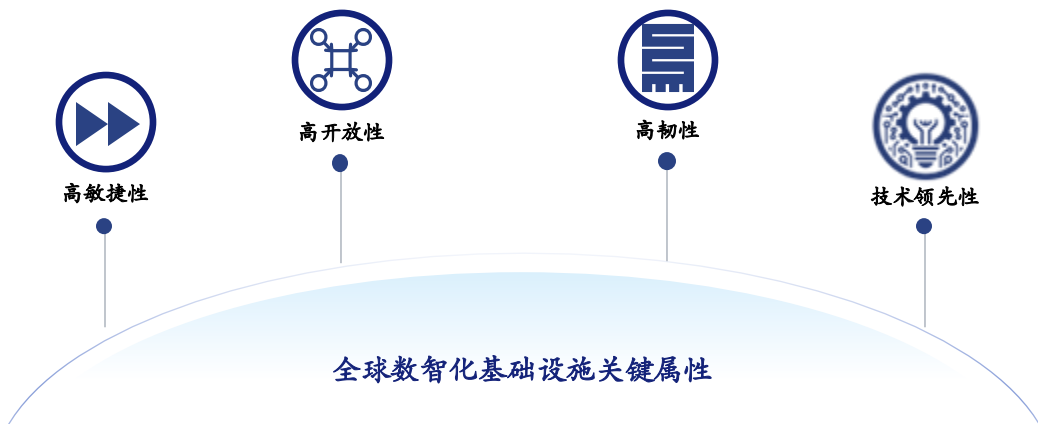 高敏捷性
高开放性
高韧性
技术领先性
全球数智化基础设施关键属性